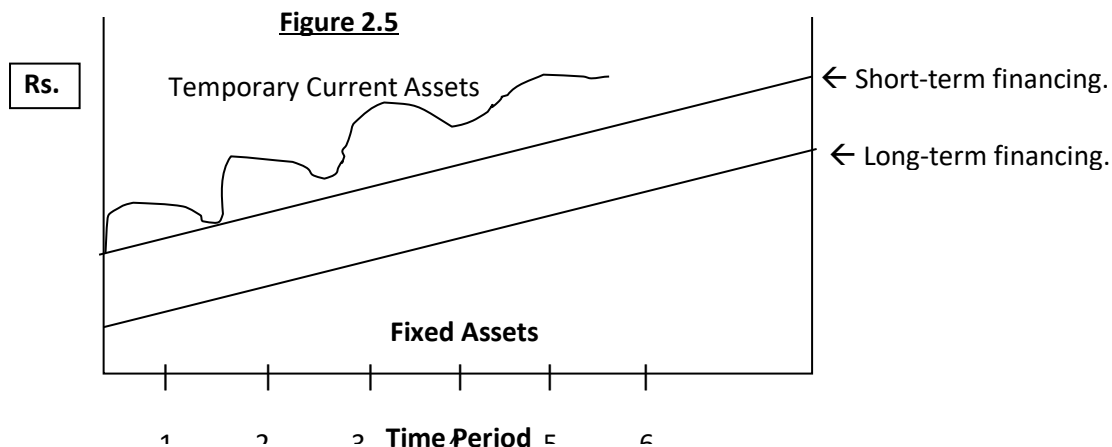 Figure 2.5
Rs.
Temporary Current Assets
← Short-term financing.
← Long-term financing.
Fixed Assets
1 2 3 Time Period 5 6